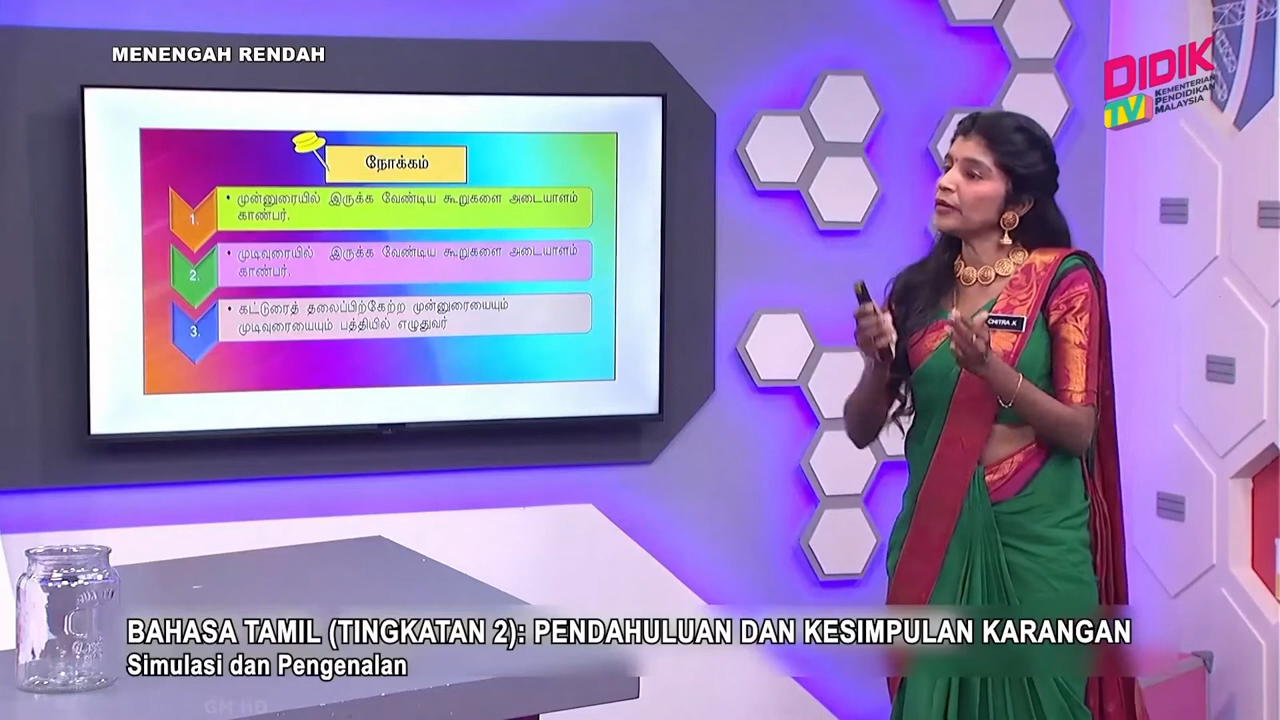 MENENGAH RENDAH
DIDIK
TV
KEMENTERIAN
PENDIDIKAN
MALAYSIA
நோக்கம்
1.
• முன்னுரையில் இருக்க வேண்டிய கூறுகளை அடையாளம்
காண்பர்.
2.
• முடிவுரையில் இருக்க வேண்டிய கூறுகளை அடையாளம்
காண்பர்.
3.
• கட்டுரைத் தலைப்பிற்கேற்ற முன்னுரையையும்
முடிவுரையையும் பத்தியில் எழுதுவர்
CHITRA K
BAHASA TAMIL (TINGKATAN 2): PENDAHULUAN DAN KESIMPULAN KARANGAN
Simulasi dan Pengenalan
GM HD